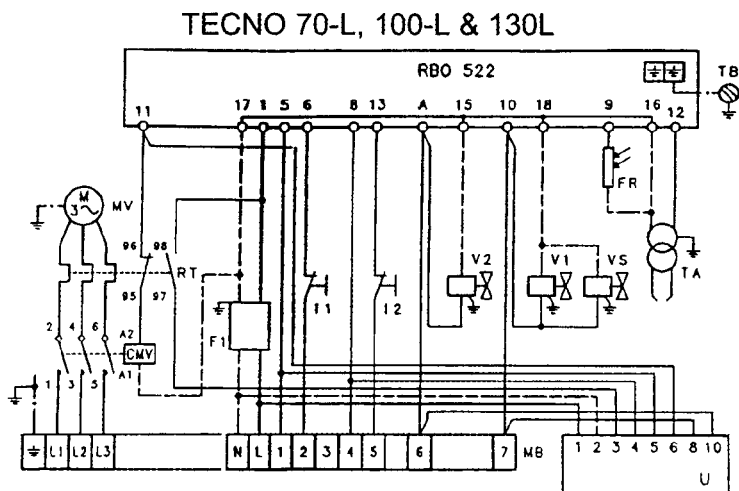 TECNO 70-L, 100-L & 130L
RBO 522
TB
11 17 1 5 6 8 13 A 15 10 18 9 16 12
M
3~
MV
FR
96 98
RT
V2 V1 VS
TA
95 97
I1 I2
F1
2 4 6 A2
CMV
1 3 5 A1
L1 L2 L3 N L 1 2 3 4 5 6 7 MB
1 2 3 4 5 6 8 10
U